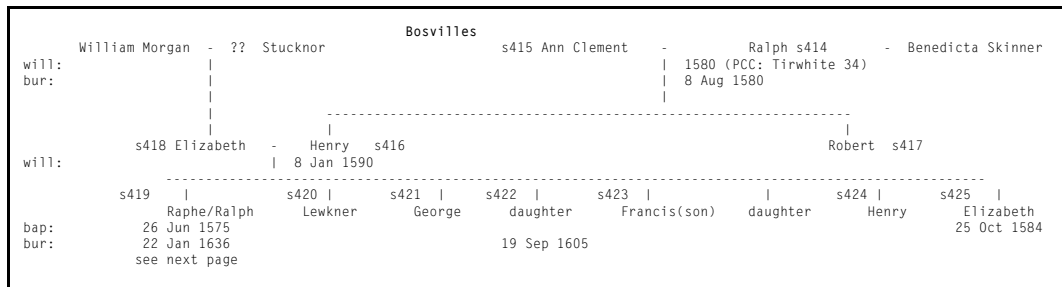 Bosvilles
William Morgan - ?? Stucknor s415 Ann Clement - Ralph s414 - Benedicta Skinner
will: | | 1580 (PCC: Tirwhite 34)
bur: | | 8 Aug 1580
| |
| -----------------------------------------------------------------------------
| | |
s418 Elizabeth - Henry s416 Robert s417
will: | 8 Jan 1590
------------------------------------------------------------------------------------------------------------------------
s419 | s420 | s421 | s422 | s423 | | s424 | s425 |
Raphe/Ralph Lewkner George daughter Francis(son) daughter Henry Elizabeth
bap: 26 Jun 1575 25 Oct 1584
bur: 22 Jan 1636 19 Sep 1605
see next page